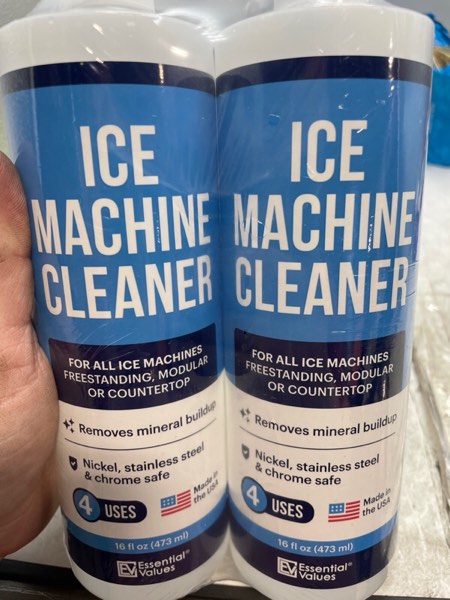 ICE
MACHINE
CLEANER
FOR ALL ICE MACHINES
FREESTANDING, MODULAR
OR COUNTERTOP
Removes mineral buildup
Nickel, stainless steel
& chrome safe
4 USES
Made in
the USA
16 fl oz (473 ml)
EV Essential®
Values
ICE
MACHINE
CLEANER
FOR ALL ICE MACHINES
FREESTANDING, MODULAR
OR COUNTERTOP
Removes mineral buildup
Nickel, stainless steel
& chrome safe
4 USES
Made in
the USA
16 fl oz (473 ml)
EV Essential®
Values